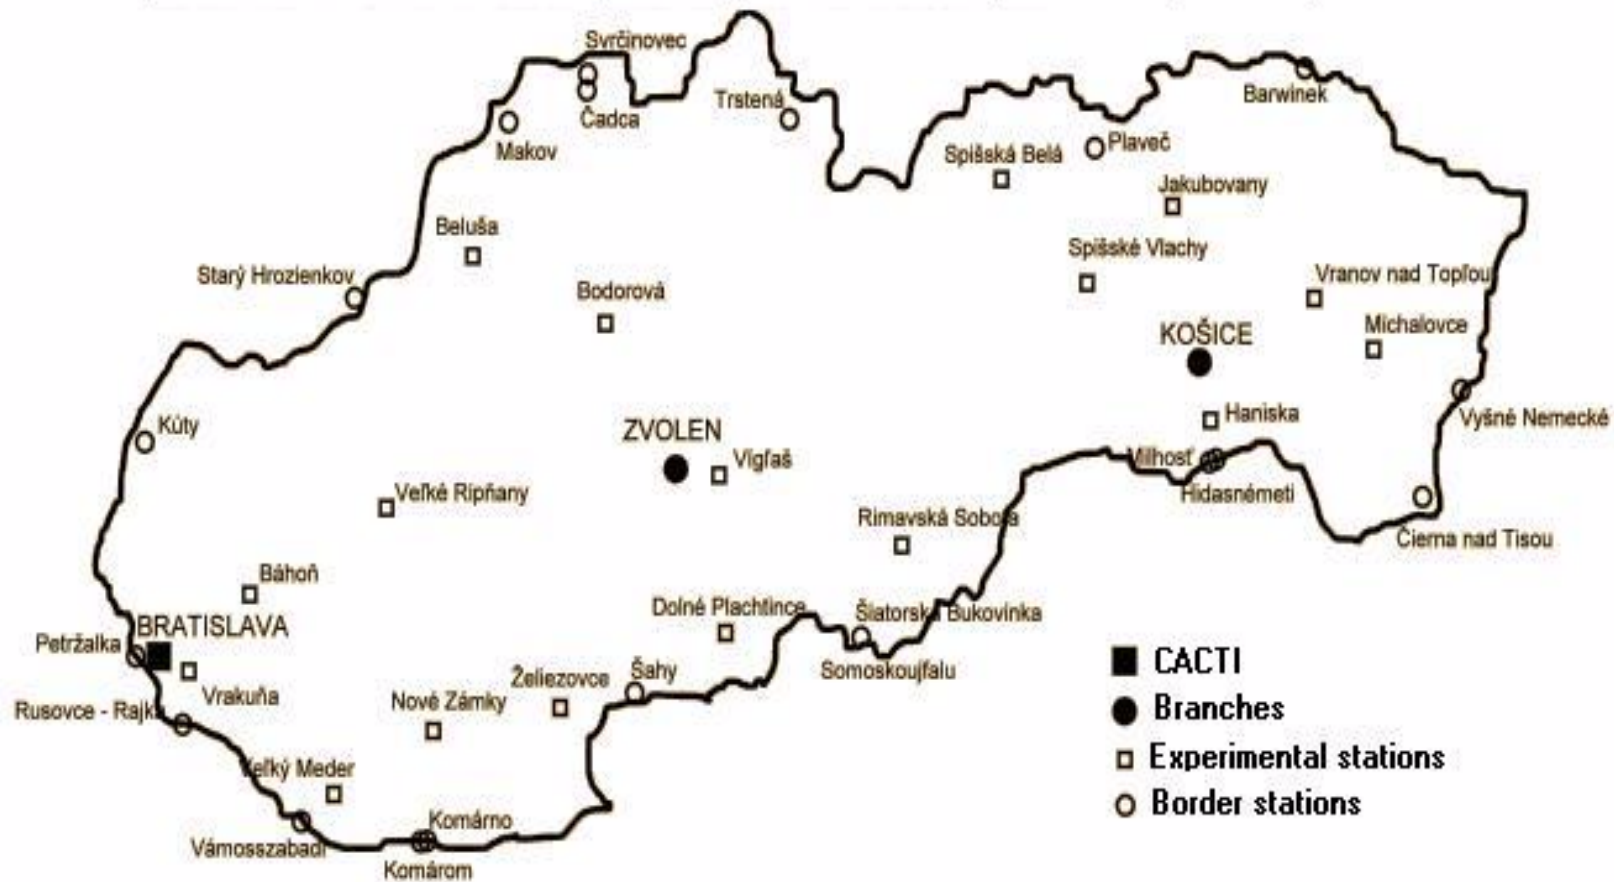 Svrčinovec
Čadca
Makov
Trstená
Barwinek
Plaveč
Spišská Belá
Jakubovany
Beluša
Spišské Vlachy
Starý Hrozienkov
Vranov nad Topľou
Bodorová
Michalovce
KOŠICE
Haniska
Vyšné Nemecké
Kúty
ZVOLEN
Vígľaš
Milhosť
Hidasnémeti
Veľké Ripňany
Rimavská Sobota
Čierna nad Tisou
Báhoň
Dolné Plachtince
Šiatorská Bukovinka
BRATISLAVA
Petržalka
Somoskoujfalu
Šahy
Želiezovce
Vrakuňa
Nové Zámky
Rusovce - Rajka
Veľký Meder
Komárno
Vámosszabadi
Komárom
CACTI
Branches
Experimental stations
Border stations